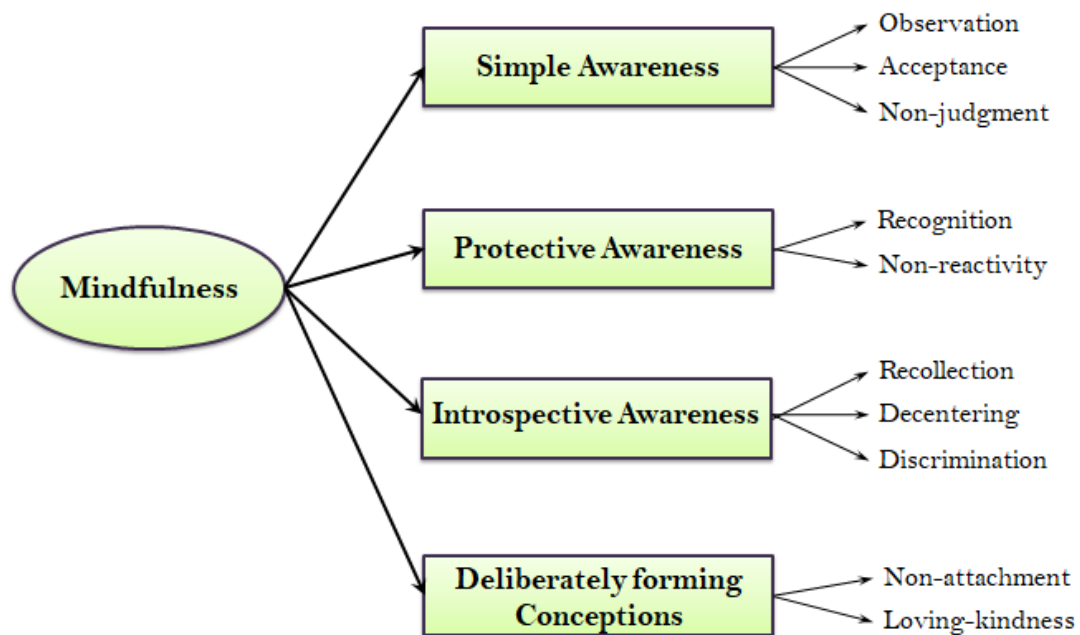 Mindfulness
Simple Awareness
Observation
Acceptance
Non-judgment
Protective Awareness
Recognition
Non-reactivity
Introspective Awareness
Recollection
Decentering
Discrimination
Deliberately forming
Conceptions
Non-attachment
Loving-kindness